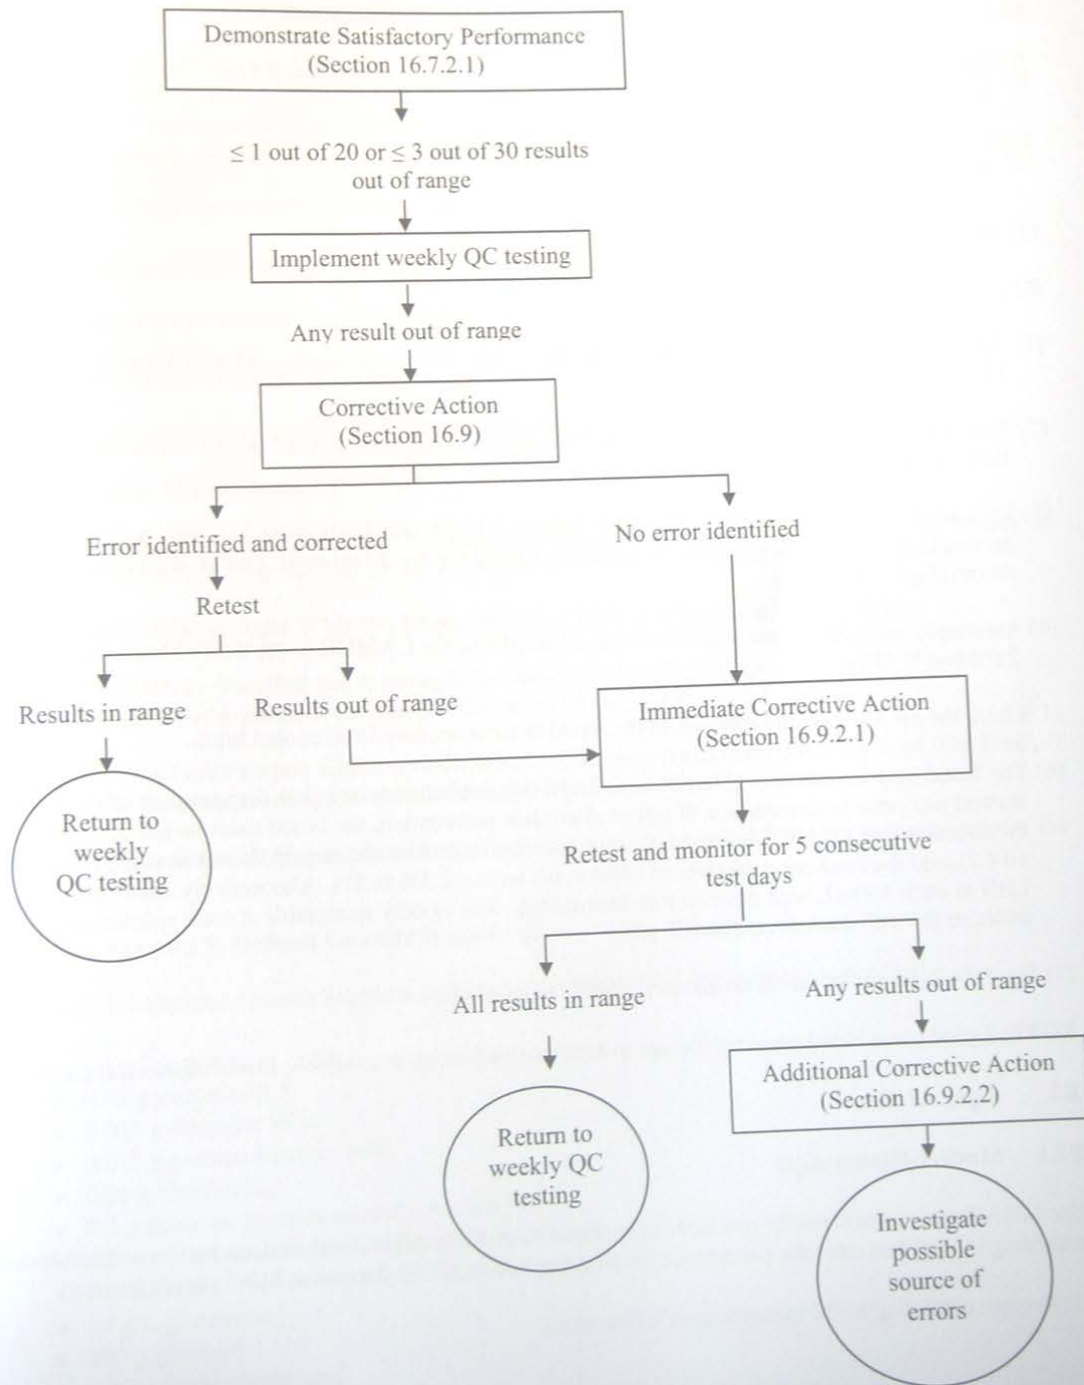 Demonstrate Satisfactory Performance
(Section 16.7.2.1)
≤ 1 out of 20 or ≤ 3 out of 30 results
out of range
Implement weekly QC testing
Any result out of range
Corrective Action
(Section 16.9)
Error identified and corrected
No error identified
Retest
Results in range
Results out of range
Immediate Corrective Action
(Section 16.9.2.1)
Return to
weekly
QC testing
Retest and monitor for 5 consecutive
test days
All results in range
Any results out of range
Additional Corrective Action
(Section 16.9.2.2)
Return to
weekly QC
testing
Investigate
possible
source of
errors